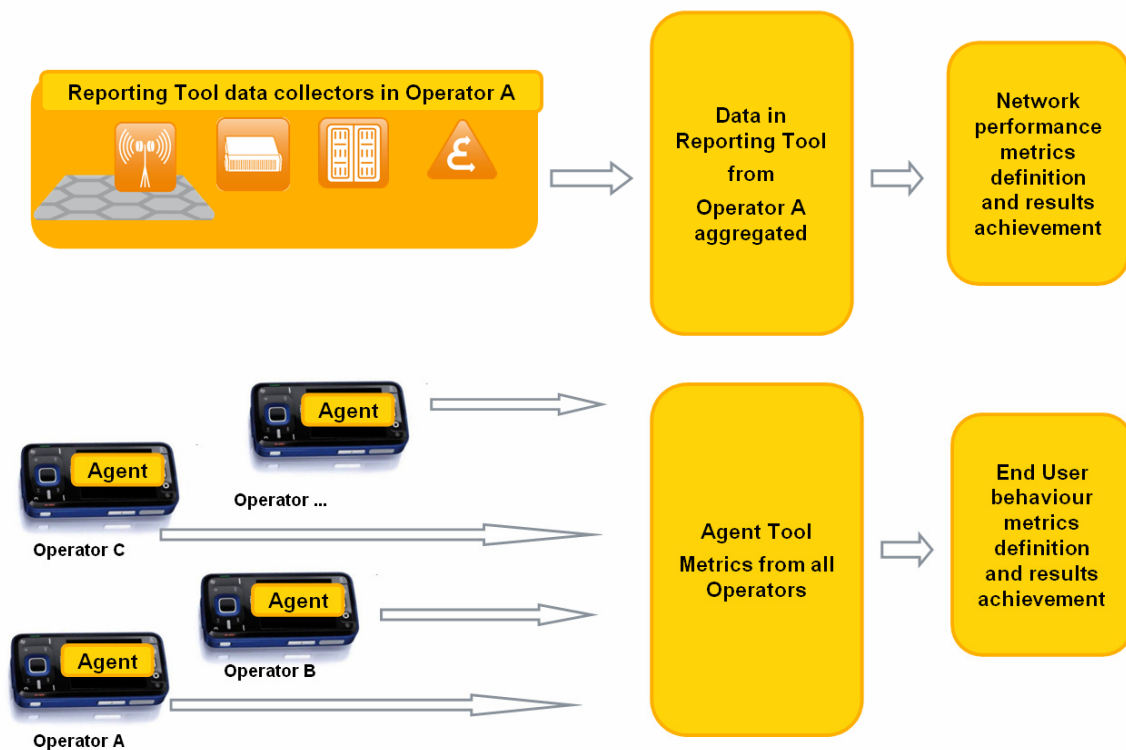 Reporting Tool data collectors in Operator A
Data in
Reporting Tool
from
Operator A
aggregated
Network
performance
metrics
definition
and results
achievement
Agent
Operator ...
Agent
Operator C
Agent
Operator B
Agent
Operator A
Agent Tool
Metrics from all
Operators
End User
behaviour
metrics
definition
and results
achievement